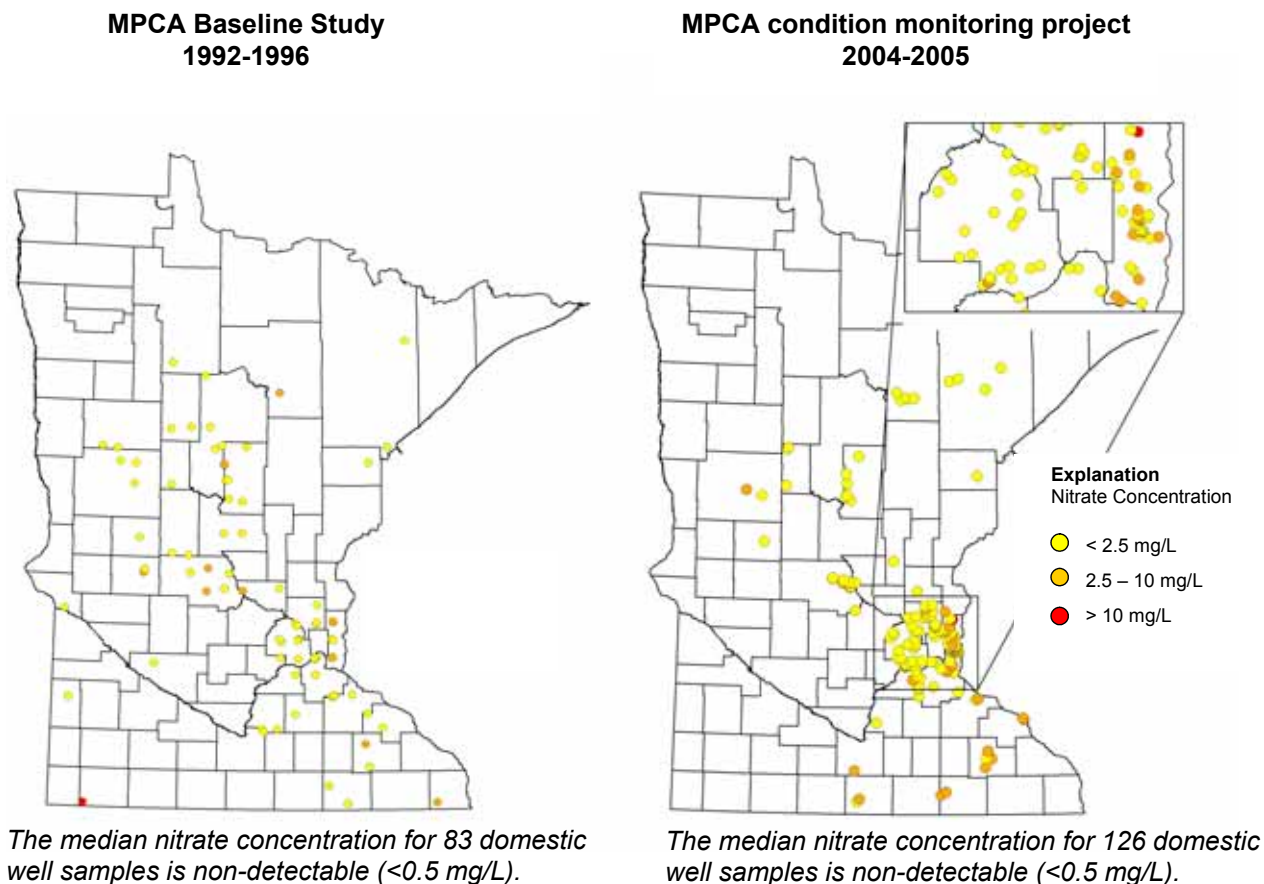 MPCA Baseline Study
1992-1996
MPCA condition monitoring project
2004-2005
Explanation
Nitrate Concentration
< 2.5 mg/L
2.5 – 10 mg/L
> 10 mg/L
The median nitrate concentration for 83 domestic
well samples is non-detectable (<0.5 mg/L).
The median nitrate concentration for 126 domestic
well samples is non-detectable (<0.5 mg/L).